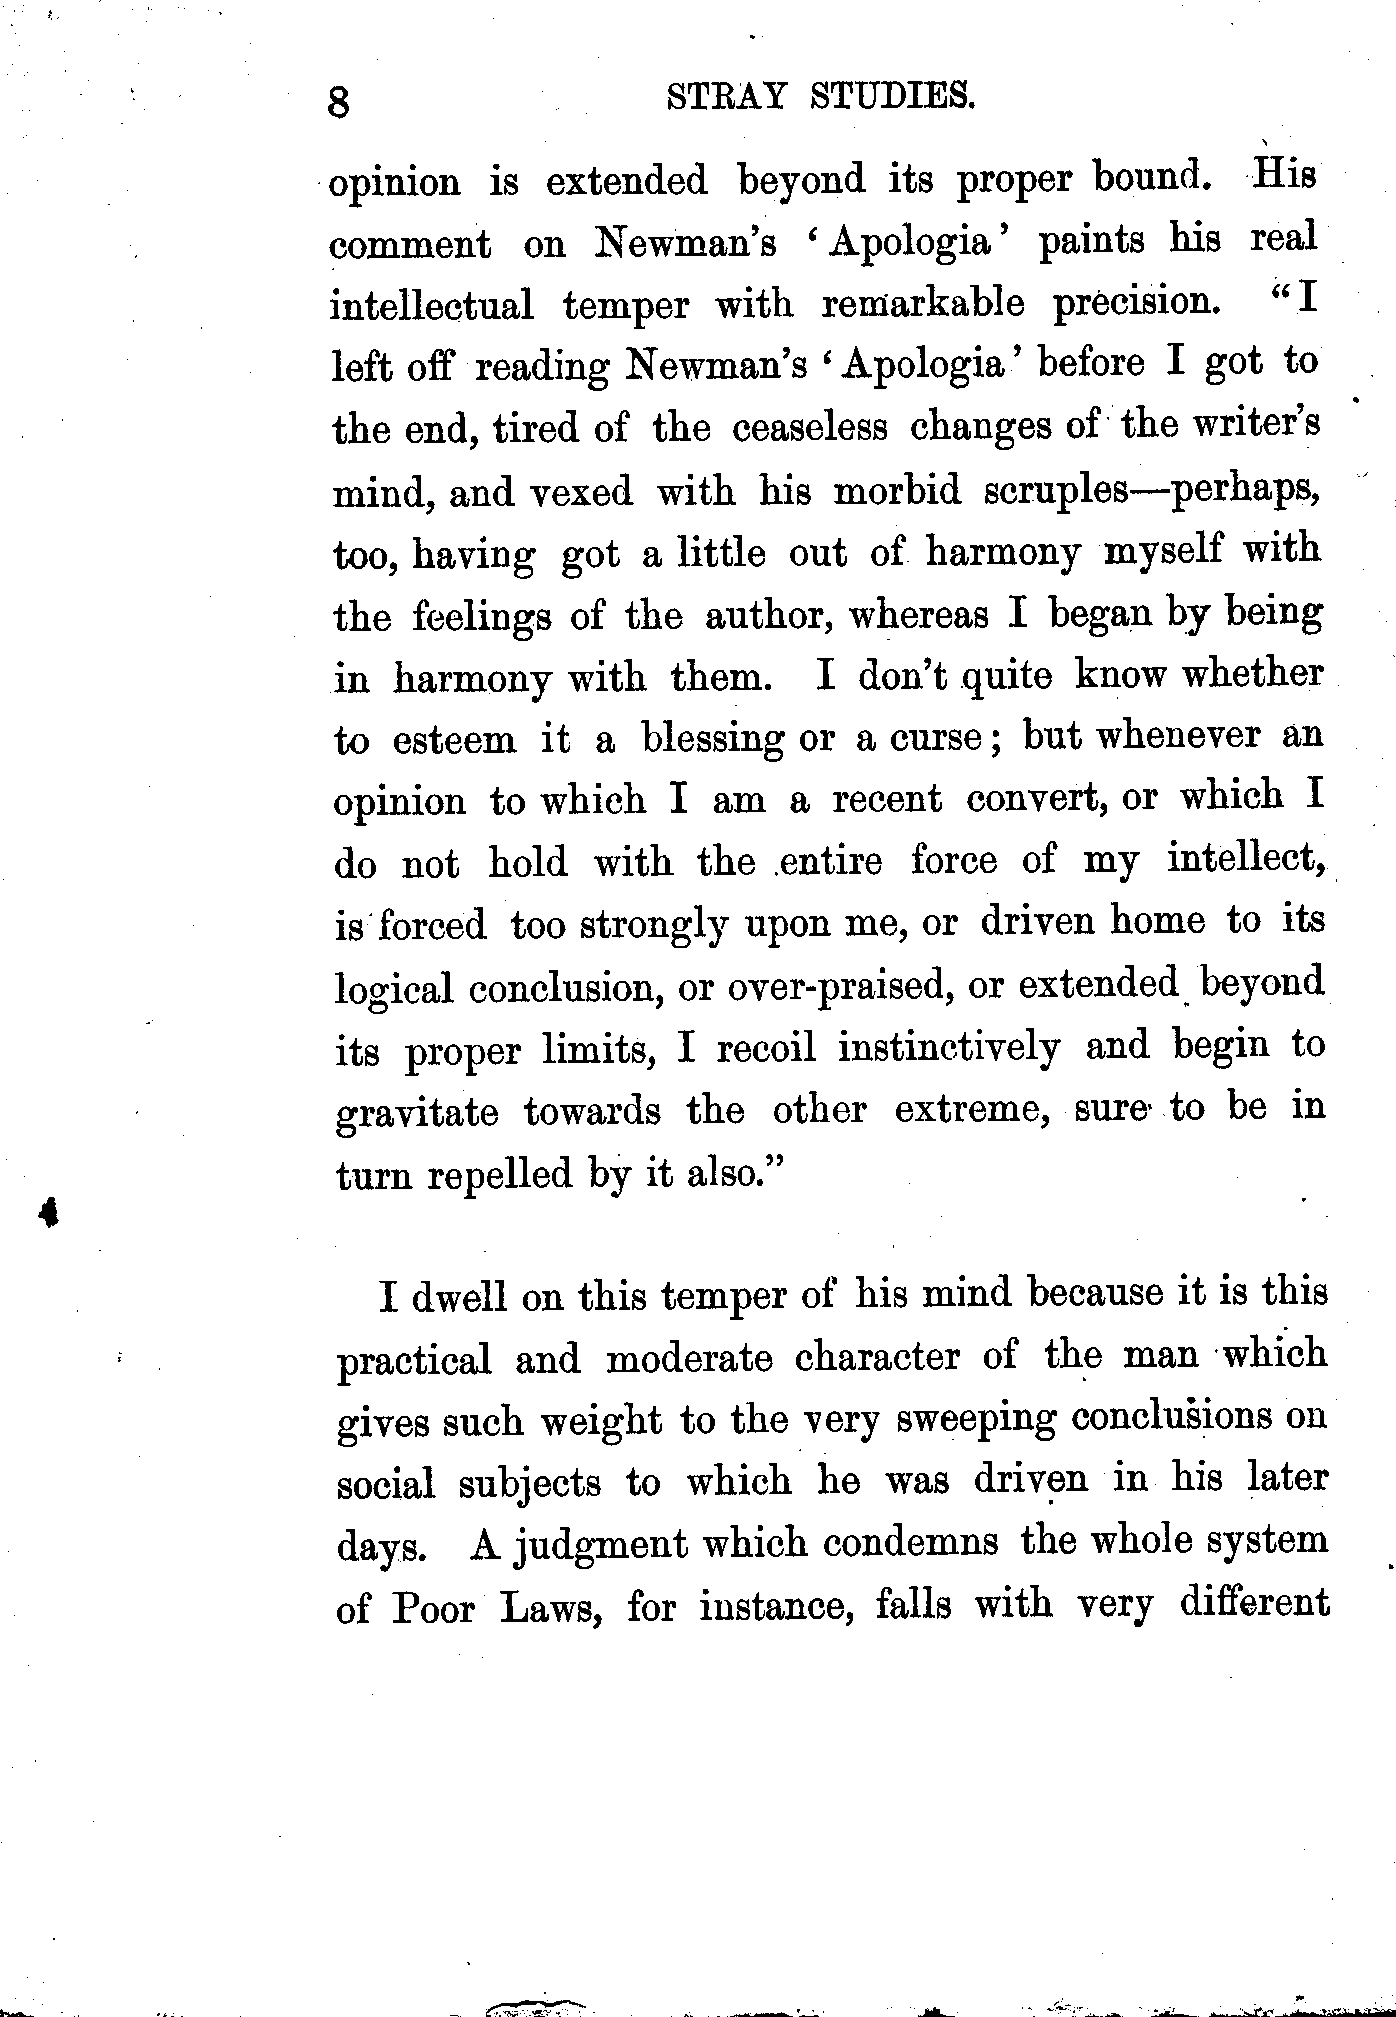 8 STRAY STUDIES.
opinion is extended beyond its proper bound. His
comment on Newman's ‘Apologia’ paints his real
intellectual temper with remarkable precision. “I
left off reading Newman's ‘Apologia’ before I got to
the end, tired of the ceaseless changes of the writer's
mind, and vexed with his morbid scruples—perhaps,
too, having got a little out of harmony myself with
the feelings of the author, whereas I began by being
in harmony with them. I don't quite know whether
to esteem it a blessing or a curse; but whenever an
opinion to which I am a recent convert, or which I
do not hold with the entire force of my intellect,
is forced too strongly upon me, or driven home to its
logical conclusion, or over-praised, or extended beyond
its proper limits, I recoil instinctively and begin to
gravitate towards the other extreme, sure to be in
turn repelled by it also.”
I dwell on this temper of his mind because it is this
practical and moderate character of the man which
gives such weight to the very sweeping conclusions on
social subjects to which he was driven in his later
days. A judgment which condemns the whole system
of Poor Laws, for instance, falls with very different